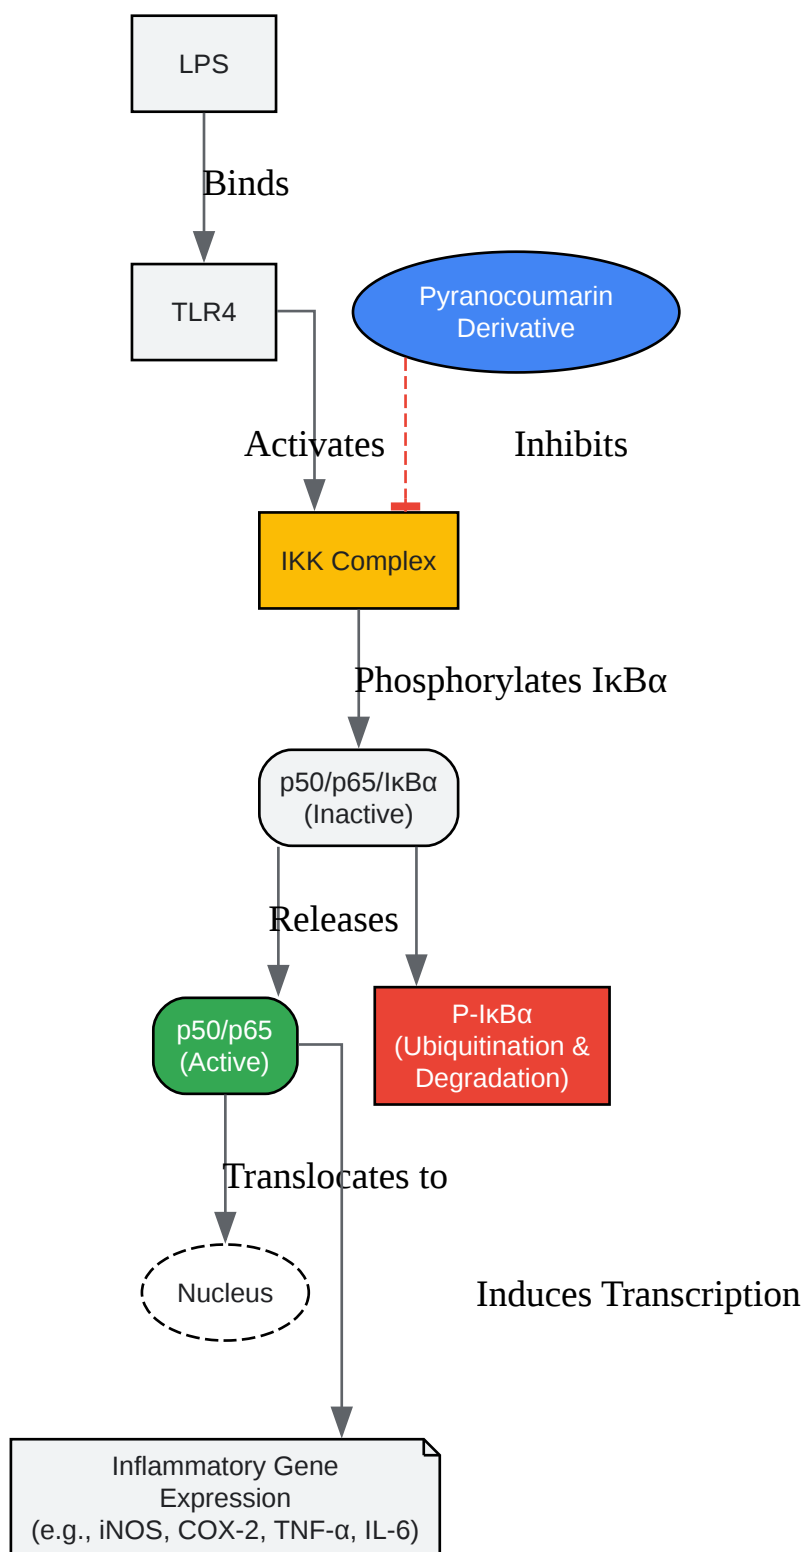 LPS
Binds
TLR4
Pyranocoumarin
Derivative
Activates
Inhibits
IKK Complex
Phosphorylates IκBα
p50/p65/IκBα
(Inactive)
Releases
p50/p65
(Active)
P-IκBα
(Ubiquitination &
Degradation)
Translocates to
Nucleus
Induces Transcription
Inflammatory Gene
Expression
(e.g., iNOS, COX-2, TNF-α, IL-6)